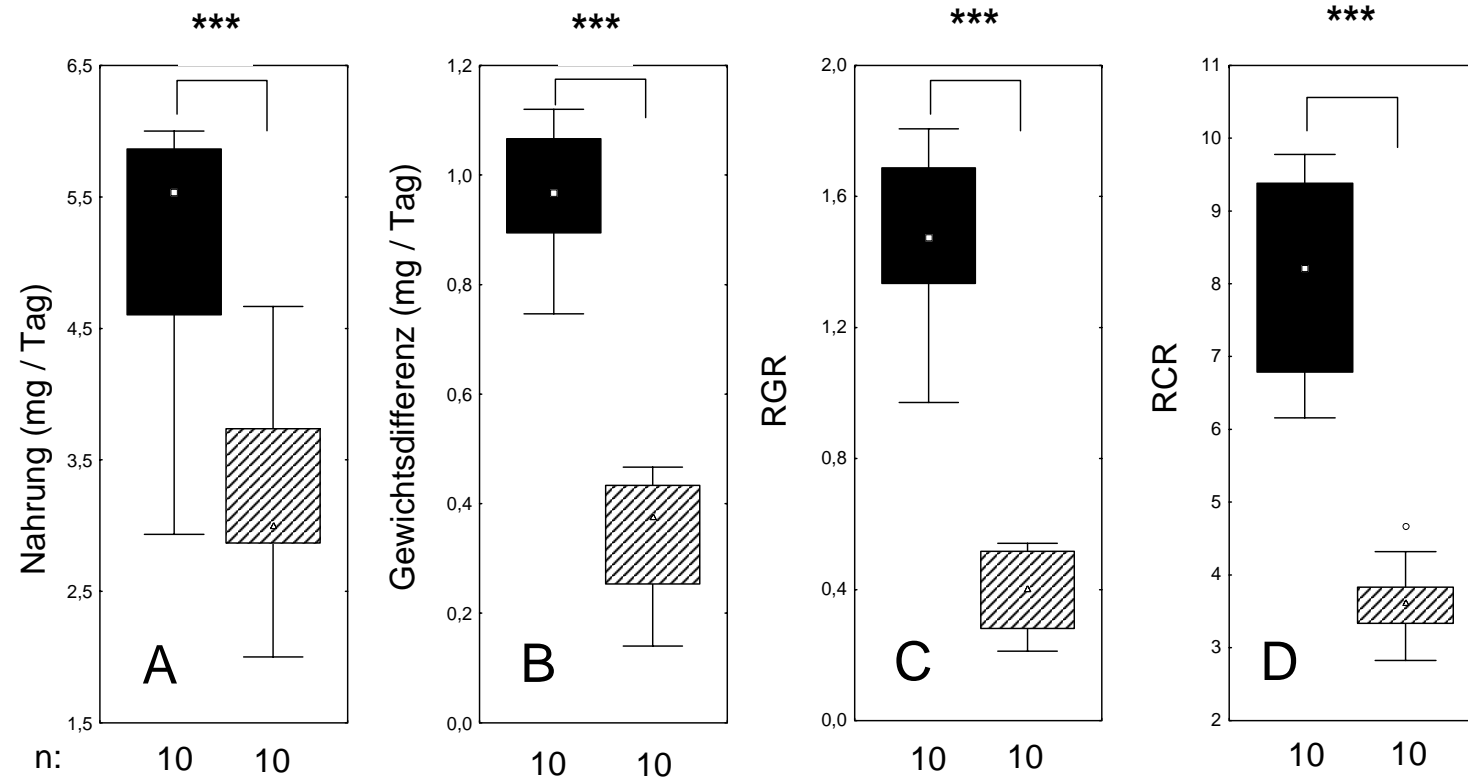 *** *** *** ***
Nahrung (mg / Tag)
6,5
5,5
4,5
3,5
2,5
1,5
A
Gewichtsdifferenz (mg / Tag)
1,2
1,0
0,8
0,6
0,4
0,2
0,0
B
RGR
2,0
1,6
1,2
0,8
0,4
0,0
C
RCR
11
10
9
8
7
6
5
4
3
2
D
n: 10 10 10 10 10 10 10 10